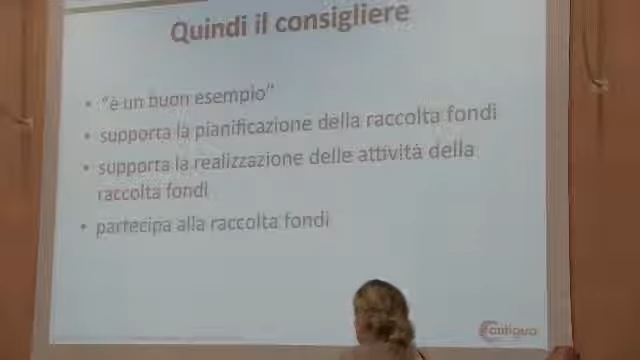 Quindi il consigliere
• "è un buon esempio"
• supporta la pianificazione della raccolta fondi
• supporta la realizzazione delle attività della
raccolta fondi
• partecipa alla raccolta fondi